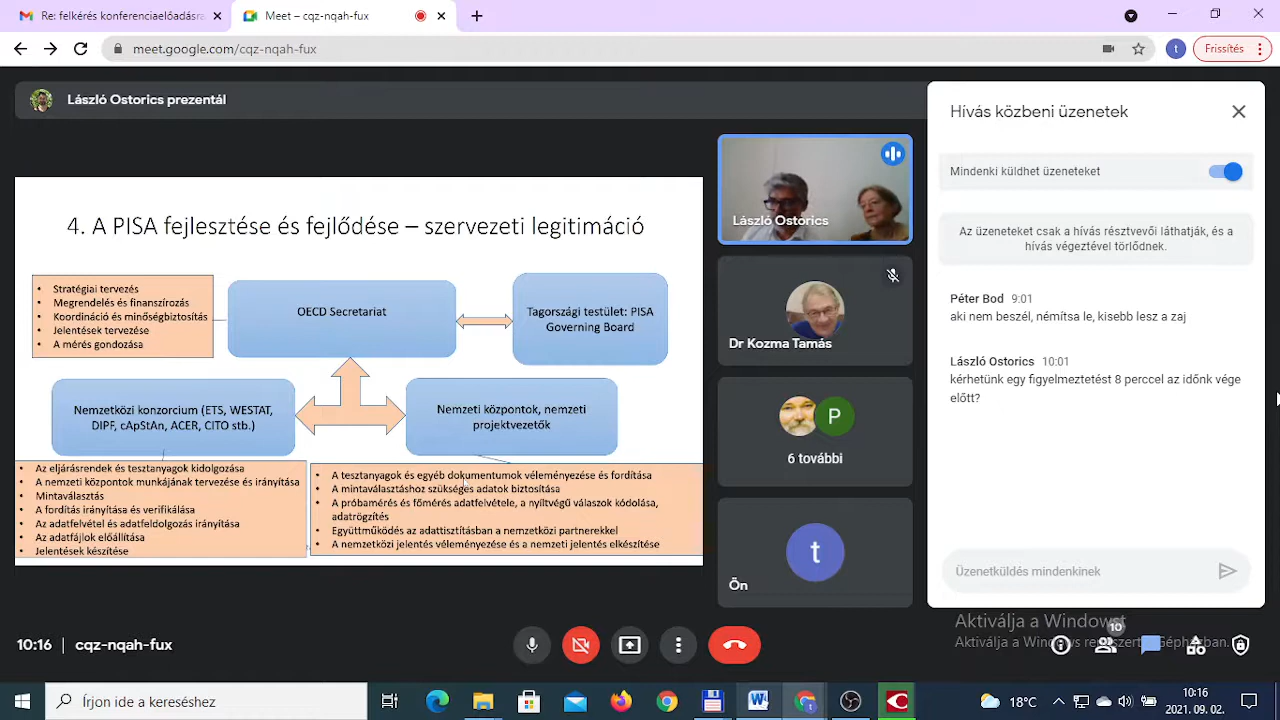 Re: felkérés konferenciaelőadásra
Meet – cqz-nqah-fux
meet.google.com/cqz-nqah-fux
t
Frissítés
László Ostorics prezentál
4. A PISA fejlesztése és fejlődése – szervezeti legitimáció
Stratégiai tervezés
Megrendelés és finanszírozás
Koordináció és minőségbiztosítás
Jelentések tervezése
A mérés gondozása
OECD Secretariat
Tagországi testület: PISA
Governing Board
Nemzetközi konzorcium (ETS, WESTAT,
DIPF, cApStAn, ACER, CITO stb.)
Nemzeti központok, nemzeti
projektvezetők
Az eljárásrendek és tesztanyagok kidolgozása
A nemzeti központok munkájának tervezése és irányítása
Mintaválasztás
A fordítás irányítása és verifikálása
Az adatfelvétel és adatfeldolgozás irányítása
Az adatfájlok előállítása
Jelentések készítése
A tesztanyagok és egyéb dokumentumok véleményezése és fordítása
A mintaválasztáshoz szükséges adatok biztosítása
A próbamérés és főmérés adatfelvétele, a nyíltvégű válaszok kódolása,
adatrögzítés
Együttműködés az adattisztításban a nemzetközi partnerekkel
A nemzetközi jelentés véleményezése és a nemzeti jelentés elkészítése
László Ostorics
Dr Kozma Tamás
P
6 további
t
Ön
Hívás közbeni üzenetek
Mindenki küldhet üzeneteket
Az üzeneteket csak a hívás résztvevői láthatják, és a
hívás végeztével törlődnek.
Péter Bod 9:01
aki nem beszél, némítsa le, kisebb lesz a zaj
László Ostorics 10:01
kérhetünk egy figyelmeztetést 8 perccel az időnk vége
előtt?
Üzenetküldés mindenkinek
Aktiválja a Windowst
10
10:16 | cqz-nqah-fux
Írjon ide a kereséshez
18°C
10:16
2021.09.02.